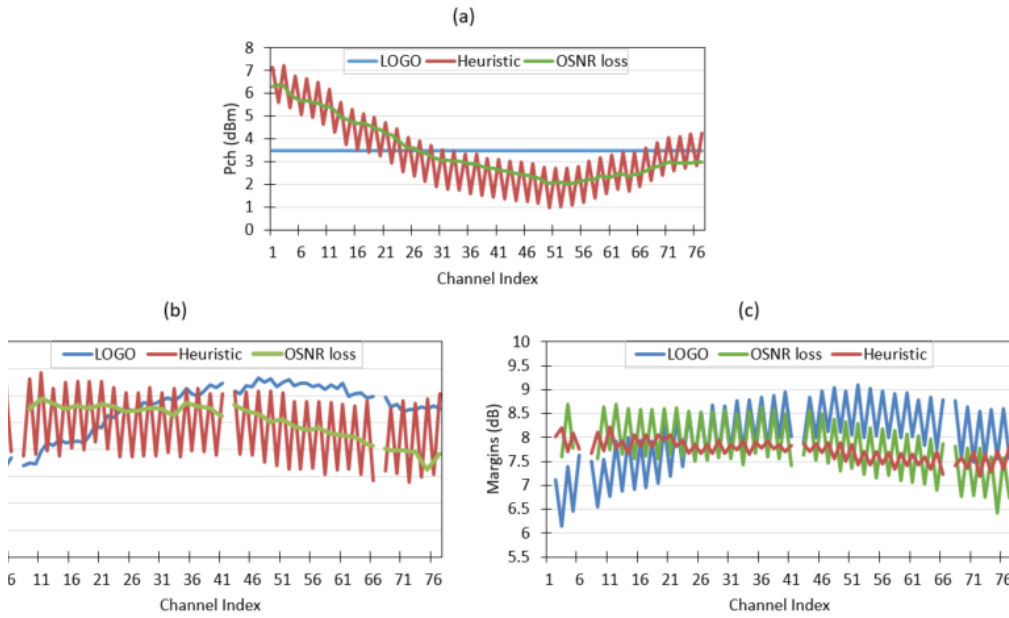 (a)
LOGO Heuristic OSNR loss
8
7
6
5
4
3
2
1
0
Pch (dBm)
1 6 11 16 21 26 31 36 41 46 51 56 61 66 71 76
Channel Index
(b)
LOGO Heuristic OSNR loss
6 11 16 21 26 31 36 41 46 51 56 61 66 71 76
Channel Index
(c)
LOGO OSNR loss Heuristic
10
9.5
9
8.5
8
7.5
7
6.5
6
5.5
Margins (dB)
1 6 11 16 21 26 31 36 41 46 51 56 61 66 71 76
Channel Index